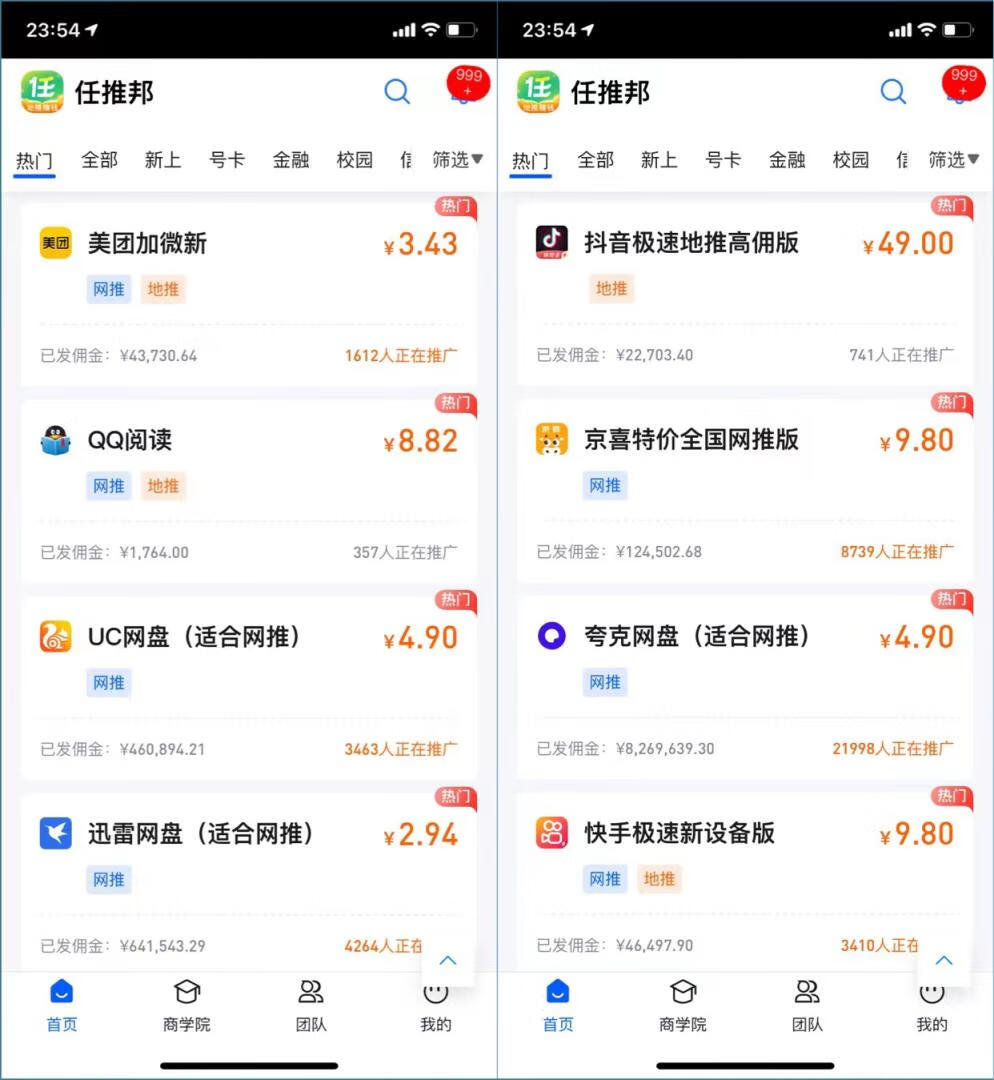 23:54
任推邦
999
+
热门 全部 新上 号卡 金融 校园 筛选▼
热门
美团
美团加微新
¥3.43
网推 地推
已发佣金：¥43,730.64
1612人正在推广
热门
QQ阅读
¥8.82
网推 地推
已发佣金：¥1,764.00
357人正在推广
热门
UC网盘（适合网推）
¥4.90
网推
已发佣金：¥460,894.21
3463人正在推广
热门
迅雷网盘（适合网推）
¥2.94
网推
已发佣金：¥641,543.29
4264人正在
首页 商学院 团队 我的
23:54
任推邦
999
+
热门 全部 新上 号卡 金融 校园 筛选▼
热门
抖音极速地推高佣版
¥49.00
地推
已发佣金：¥22,703.40
741人正在推广
热门
京喜特价全国网推版
¥9.80
网推
已发佣金：¥124,502.68
8739人正在推广
热门
夸克网盘（适合网推）
¥4.90
网推
已发佣金：¥8,269,639.30
21998人正在推广
热门
快手极速新设备版
¥9.80
网推 地推
已发佣金：¥46,497.90
3410人正在
首页 商学院 团队 我的